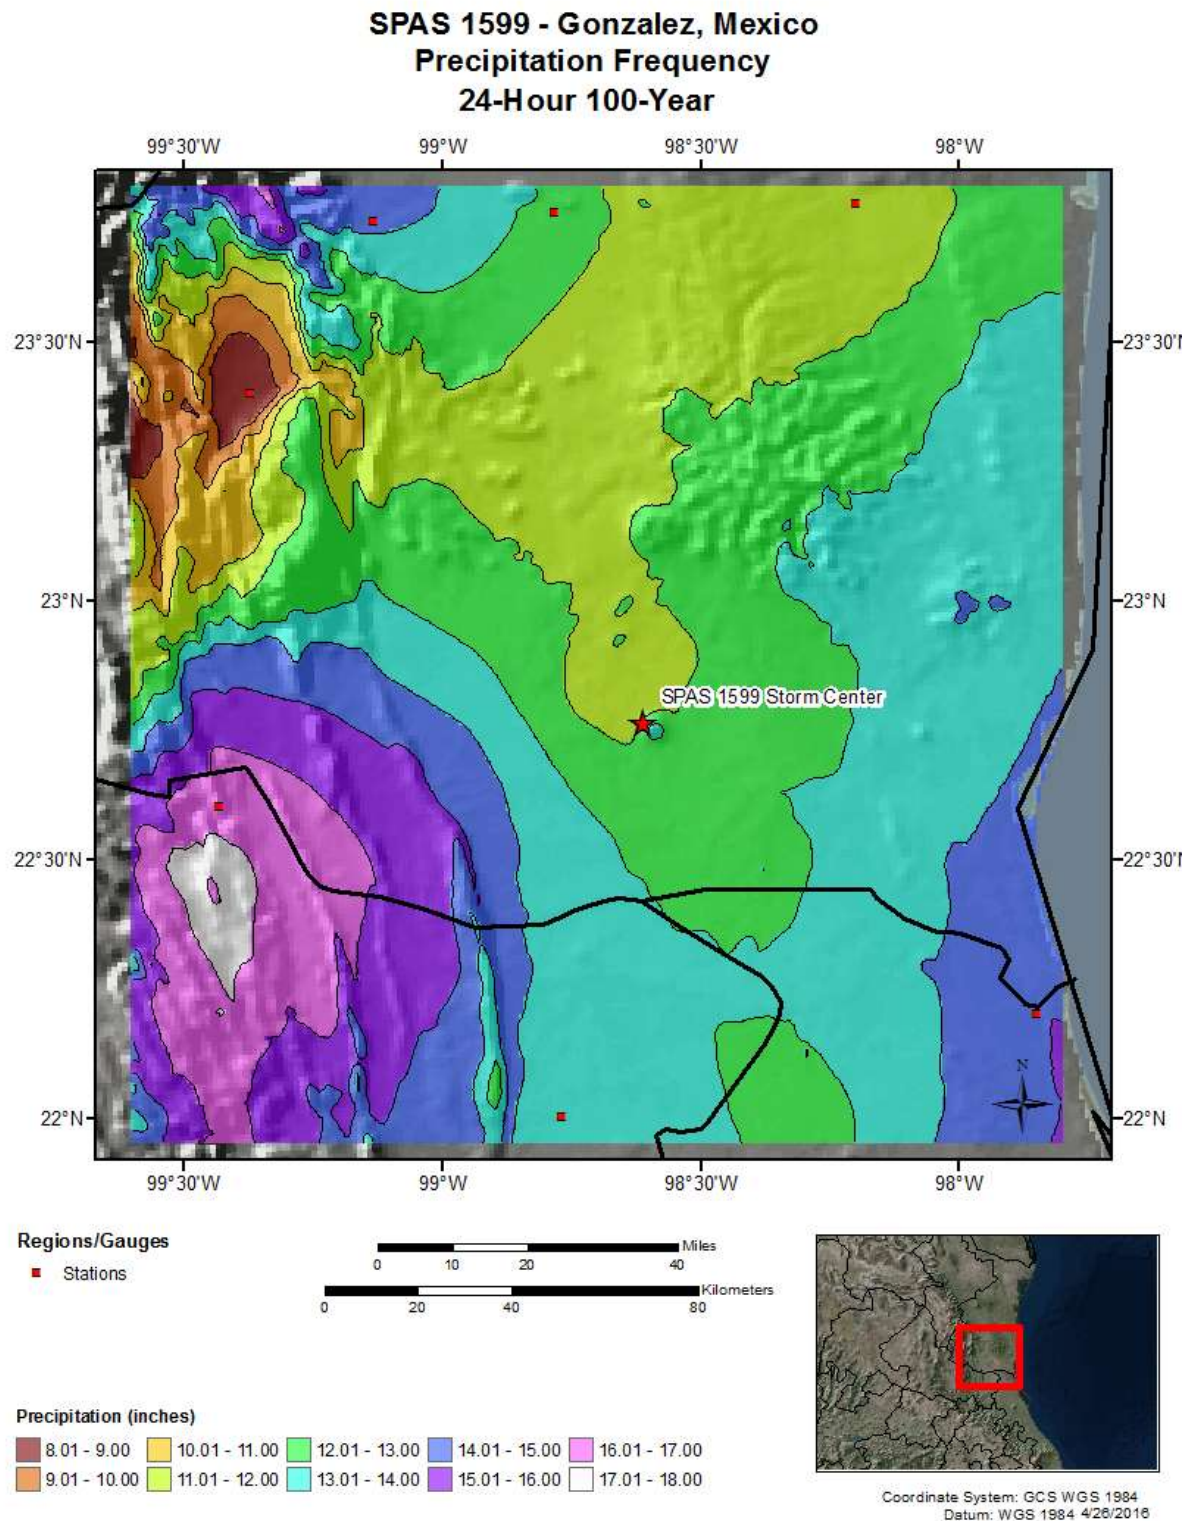 SPAS 1599 - Gonzalez, Mexico
Precipitation Frequency
24-Hour 100-Year
99°30'W 99°W 98°30'W 98°W
23°30'N 23°30'N
23°N 23°N
SPAS 1599 Storm Center
22°30'N 22°30'N
N
22°N 22°N
99°30'W 99°W 98°30'W 98°W
Regions/Gauges
Stations
Miles
0 10 20 40
Kilometers
0 20 40 80
Precipitation (inches)
8.01 - 9.00 10.01 - 11.00 12.01 - 13.00 14.01 - 15.00 16.01 - 17.00
9.01 - 10.00 11.01 - 12.00 13.01 - 14.00 15.01 - 16.00 17.01 - 18.00
Coordinate System: GCS WGS 1984
Datum: WGS 1984 4/26/2016